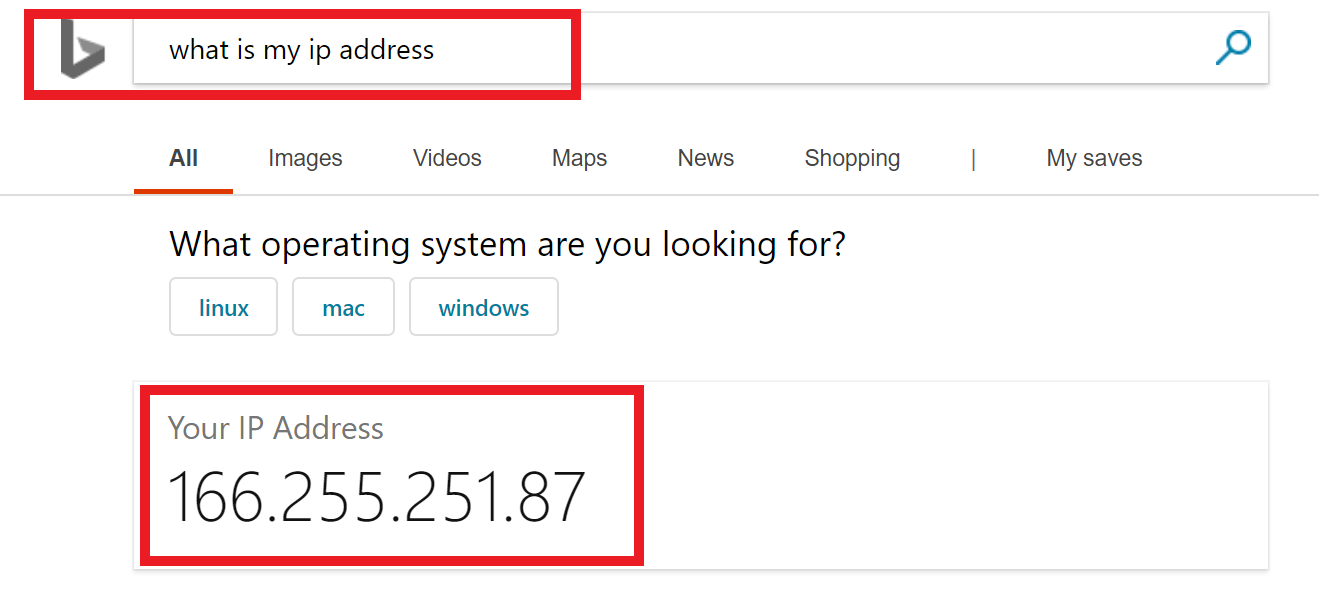 what is my ip address
All Images Videos Maps News Shopping | My saves
What operating system are you looking for?
linux mac windows
Your IP Address
166.255.251.87